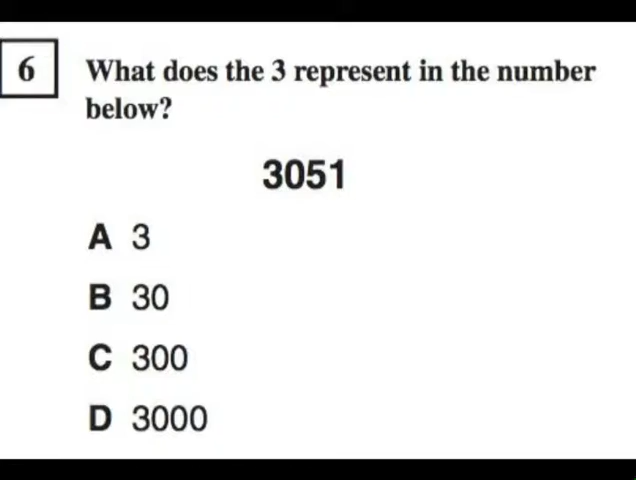 6 What does the 3 represent in the number
below?
3051
A 3
B 30
C 300
D 3000